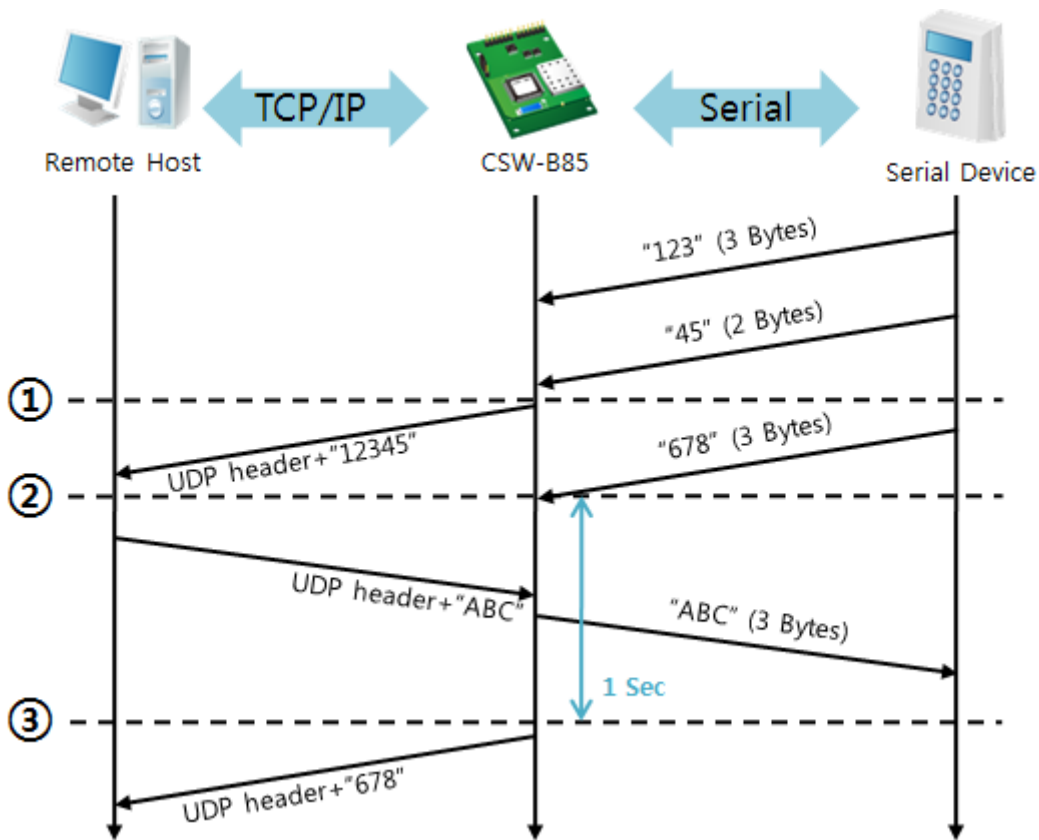 TCP/IP
Serial
Remote Host
CSW-B85
Serial Device
"123" (3 Bytes)
"45" (2 Bytes)
①
"678" (3 Bytes)
UDP header+"12345"
②
UDP header+"ABC"
"ABC" (3 Bytes)
1 Sec
③
UDP header+"678"